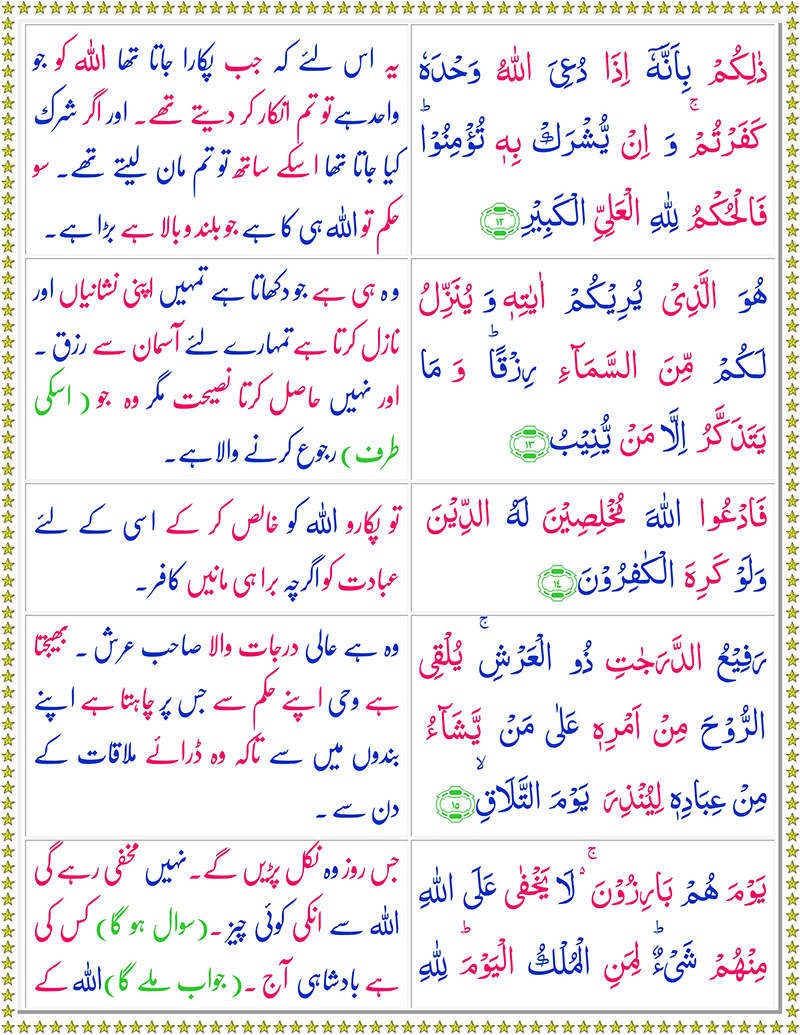 ذٰلِكُمْ بِاَنَّهٗۤ اِذَا دُعِیَ اللّٰهُ وَحْدَهٗ
كَفَرْتُمْ ۚ وَ اِنْ یُّشْرَكْ بِهٖ تُؤْمِنُوْا ؕ
فَالْحُكْمُ لِلّٰهِ الْعَلِیِّ الْكَبِیْرِ ۝۱۲
یہ اس لئے کہ جب پکارا جاتا تھا اللہ کو جو
واحد ہے تو تم انکار کر دیتے تھے۔ اور اگر شرک
کیا جاتا تھا اسکے ساتھ تو تم مان لیتے تھے۔ سو
حکم تو اللہ ہی کا ہے جو بلند و بالا ہے بڑا ہے۔
هُوَ الَّذِیْ یُرِیْكُمْ اٰیٰتِهٖ وَ یُنَزِّلُ
لَكُمْ مِّنَ السَّمَآءِ رِزْقًا ؕ وَ مَا
یَتَذَكَّرُ اِلَّا مَنْ یُّنِیْبُ ۝۱۳
وہ ہی ہے جو دکھاتا ہے تمہیں اپنی نشانیاں اور
نازل کرتا ہے تمہارے لئے آسمان سے رزق ۔
اور نہیں حاصل کرتا نصیحت مگر وہ جو ( اسکی
طرف ) رجوع کرنے والا ہے۔
فَادْعُوا اللّٰهَ مُخْلِصِیْنَ لَهُ الدِّیْنَ
وَلَوْ كَرِهَ الْكٰفِرُوْنَ ۝۱۴
تو پکارو اللہ کو خالص کر کے اسی کے لئے
عبادت کو اگرچہ برا ہی مانیں کافر۔
رَفِیْعُ الدَّرَجٰتِ ذُو الْعَرْشِ ۚ یُلْقِی
الرُّوْحَ مِنْ اَمْرِهٖ عَلٰی مَنْ یَّشَآءُ
مِنْ عِبَادِهٖ لِیُنْذِرَ یَوْمَ التَّلَاقِ ۙ ۝۱۵
وہ ہے عالی درجات والا صاحب عرش ۔ بھیجتا
ہے وحی اپنے حکم سے جس پر چاہتا ہے اپنے
بندوں میں سے تاکہ وہ ڈرائے ملاقات کے
دن سے ۔
یَوْمَ هُمْ بَارِزُوْنَ ۚ۬ لَا یَخْفٰی عَلَی اللّٰهِ
مِنْهُمْ شَیْءٌ ؕ لِمَنِ الْمُلْكُ الْیَوْمَ ؕ لِلّٰهِ
جس روز وہ نکل پڑیں گے۔ نہیں مخفی رہے گی
اللہ سے انکی کوئی چیز ۔(سوال ہو گا) کس کی
ہے بادشاہی آج ۔( جواب ملے گا)اللہ کے